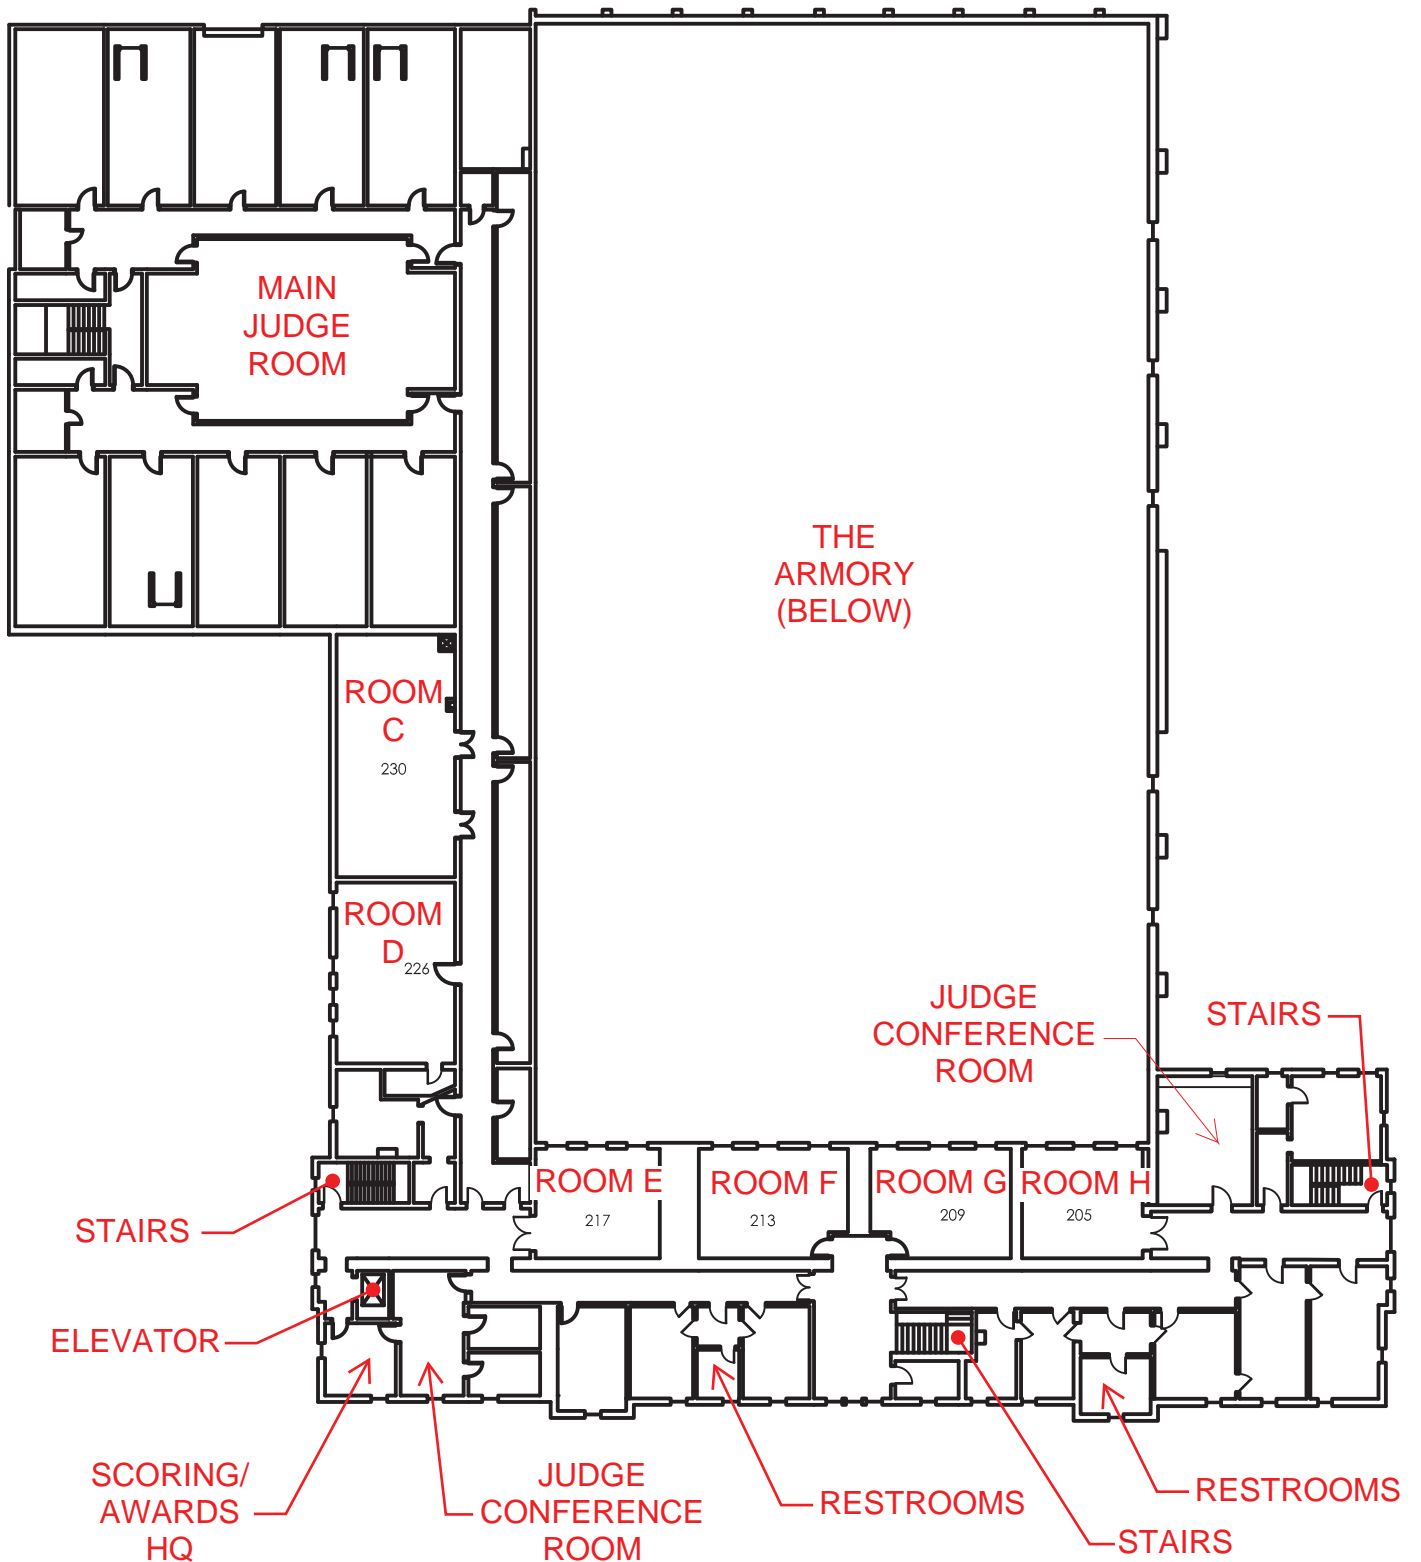 MAIN
JUDGE
ROOM
THE
ARMORY
(BELOW)
ROOM
C
230
ROOM
D
226
JUDGE
CONFERENCE
ROOM
STAIRS
ROOM E
217
ROOM F
213
ROOM G
209
ROOM H
205
STAIRS
ELEVATOR
SCORING/
AWARDS
HQ
JUDGE
CONFERENCE
ROOM
RESTROOMS
STAIRS
RESTROOMS